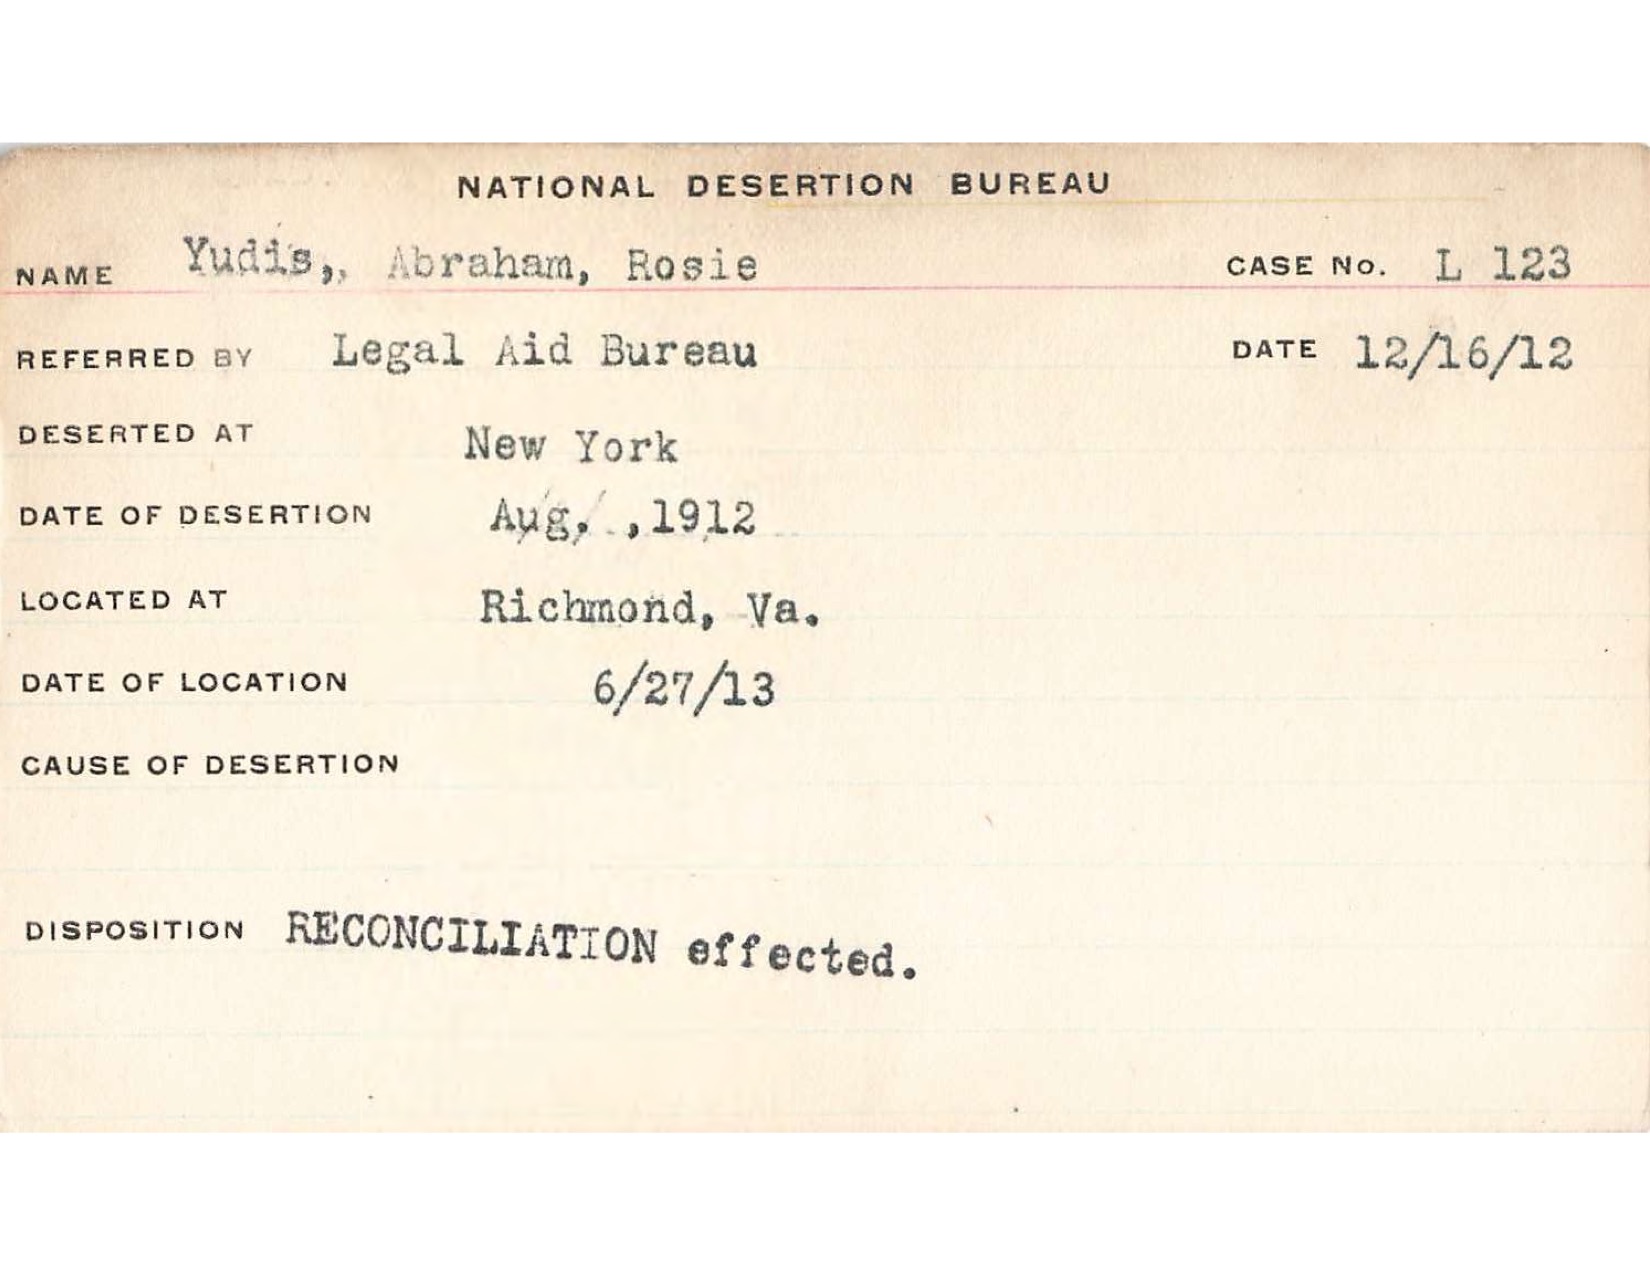 NATIONAL DESERTION BUREAU
NAME Yudis,, Abraham, Rosie CASE No. L 123
REFERRED BY Legal Aid Bureau DATE 12/16/12
DESERTED AT New York
DATE OF DESERTION Aug. ,1912
LOCATED AT Richmond, Va.
DATE OF LOCATION 6/27/13
CAUSE OF DESERTION
DISPOSITION RECONCILIATION effected.